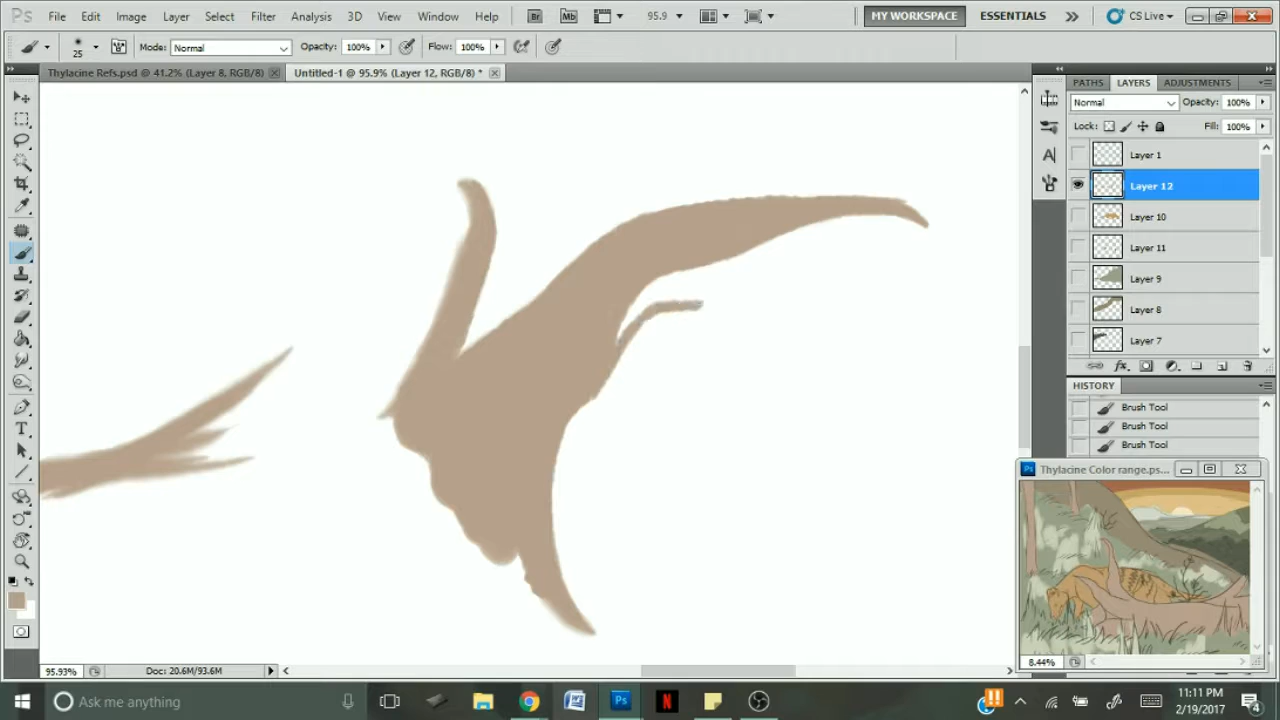 Ps File Edit Image Layer Select Filter Analysis 3D View Window Help Br Mb 95.9 MY WORKSPACE ESSENTIALS CS Live
25 Mode: Normal Opacity: 100% Flow: 100%
Thylacine Refs.psd @ 41.2% (Layer 8, RGB/8) Untitled-1 @ 95.9% (Layer 12, RGB/8) *
PATHS LAYERS ADJUSTMENTS
Normal Opacity: 100%
Lock: Fill: 100%
Layer 1
Layer 12
Layer 10
Layer 11
Layer 9
Layer 8
Layer 7
HISTORY
Brush Tool
Brush Tool
Brush Tool
Ps Thylacine Color range.ps...
8.44%
95.93% Doc: 20.6M/93.6M
Ask me anything
11:11 PM
2/19/2017